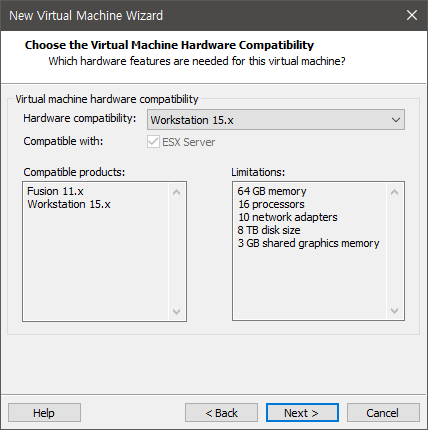 New Virtual Machine Wizard
Choose the Virtual Machine Hardware Compatibility
Which hardware features are needed for this virtual machine?
Virtual machine hardware compatibility
Hardware compatibility: Workstation 15.x
Compatible with: ESX Server
Compatible products:
Fusion 11.x
Workstation 15.x
Limitations:
64 GB memory
16 processors
10 network adapters
8 TB disk size
3 GB shared graphics memory
Help < Back Next > Cancel